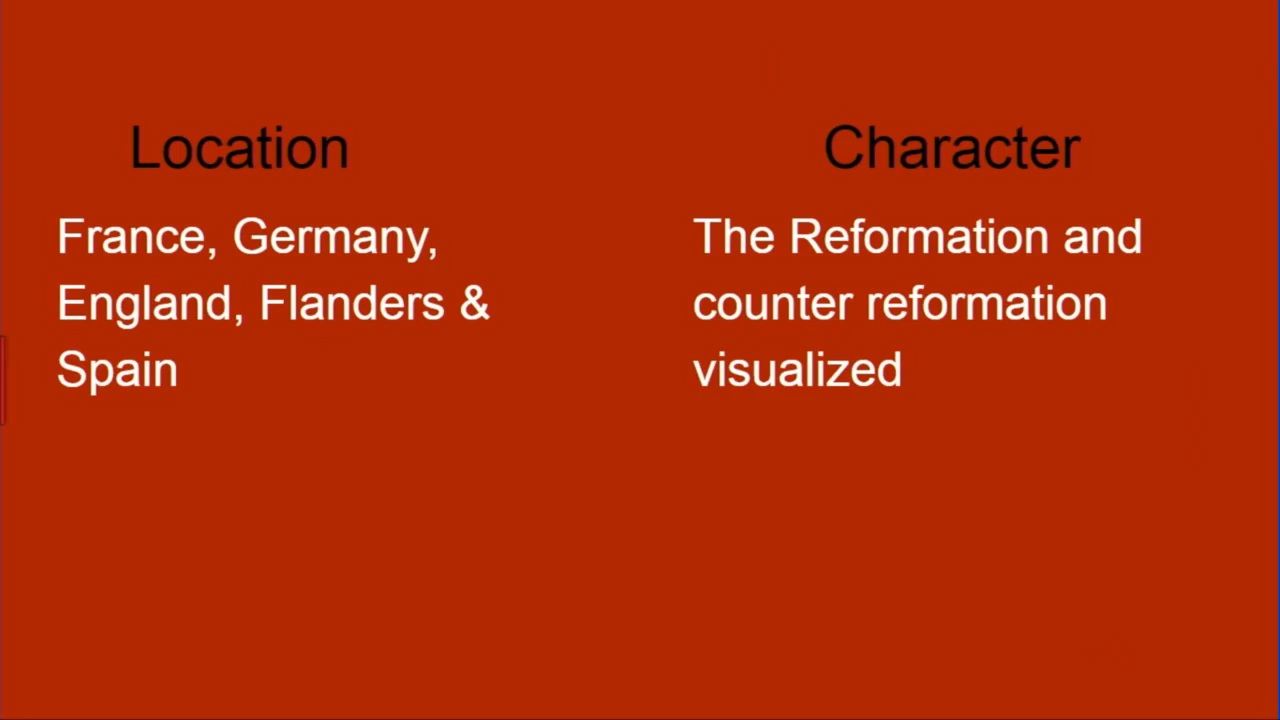 Location
France, Germany,
England, Flanders &
Spain
Character
The Reformation and
counter reformation
visualized